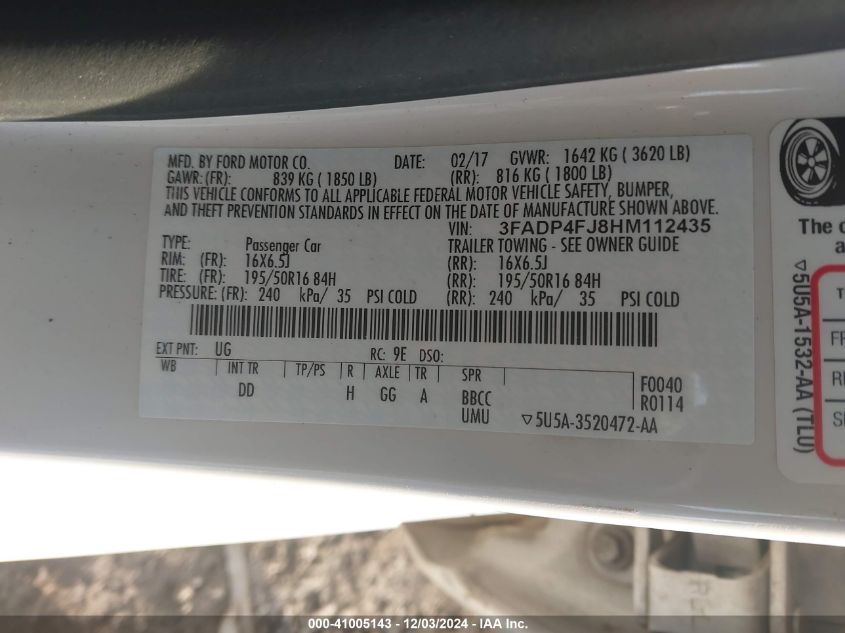 MFD. BY FORD MOTOR CO. DATE: 02/17 GVWR: 1642 KG ( 3620 LB)
GAWR: (FR): 839 KG ( 1850 LB) (RR): 816 KG ( 1800 LB)
THIS VEHICLE CONFORMS TO ALL APPLICABLE FEDERAL MOTOR VEHICLE SAFETY, BUMPER,
AND THEFT PREVENTION STANDARDS IN EFFECT ON THE DATE OF MANUFACTURE SHOWN ABOVE.
VIN: 3FADP4FJ8HM112435
TYPE: Passenger Car TRAILER TOWING - SEE OWNER GUIDE
RIM: (FR): 16X6.5J (RR): 16X6.5J
TIRE: (FR): 195/50R16 84H (RR): 195/50R16 84H
PRESSURE: (FR): 240 kPa/ 35 PSI COLD (RR): 240 kPa/ 35 PSI COLD
EXT PNT: UG RC: 9E DSO:
WB INT TR TP/PS R AXLE TR SPR
DD H GG A BBCC
UMU
F0040
R0114
▽5U5A-3520472-AA
The
▽5U5A-1532-AA (TLU)
000-41005143 - 12/03/2024 - IAA Inc.